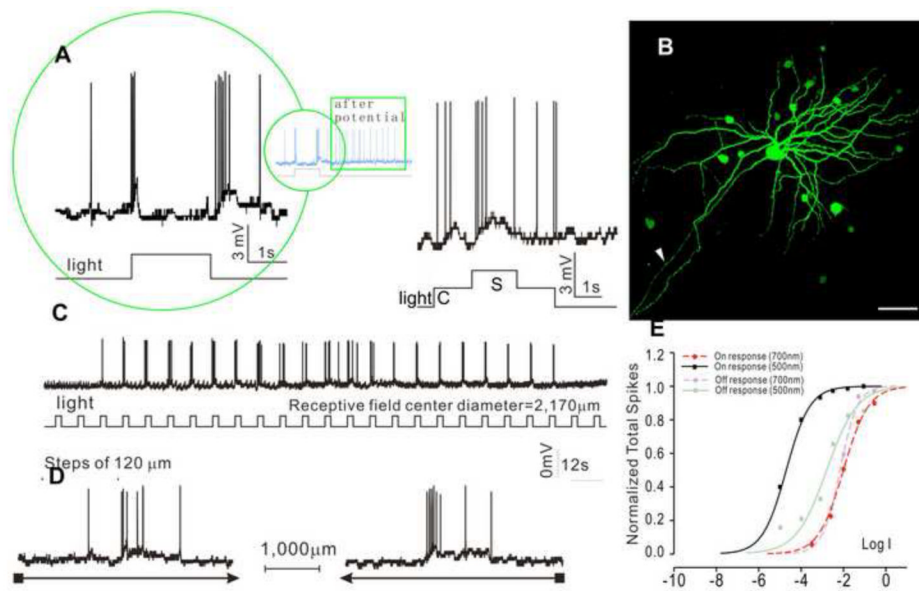 A
after
potential
3 mV
1s
light
light
C
S
3 mV
1s
B
C
light
Receptive field center diameter=2,170μm
Steps of 120 μm
0mV
12s
D
1,000μm
E
On response (700nm)
On response (500nm)
Off response (700nm)
Off response (500nm)
Normalized Total Spikes
1.2
1.0
0.8
0.6
0.4
0.2
0.0
Log I
-10
-8
-6
-4
-2
0